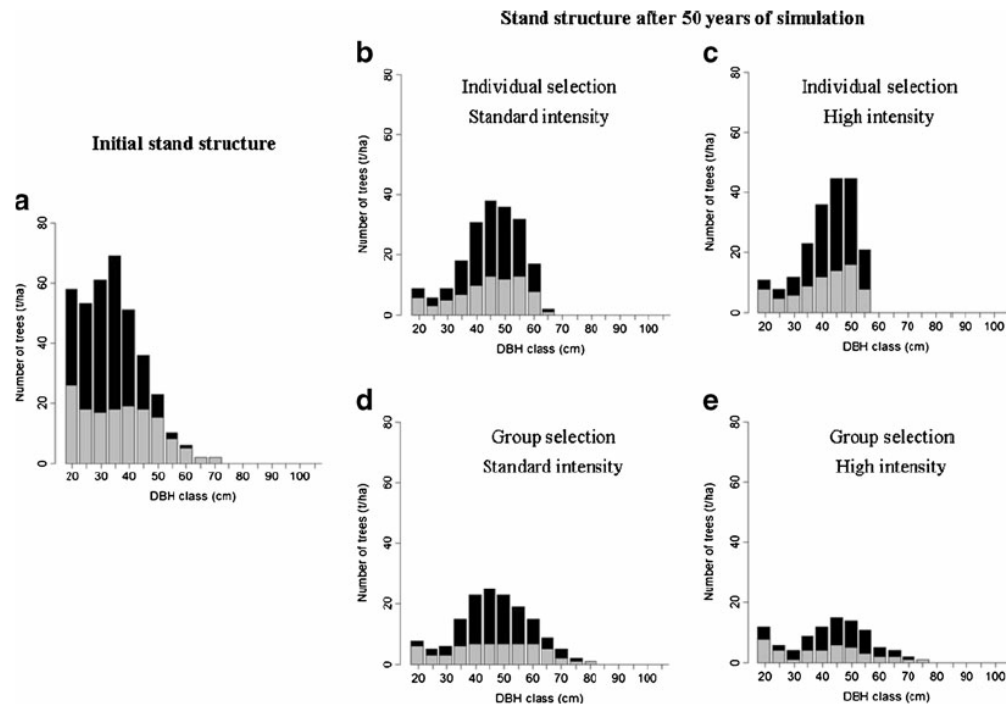 Stand structure after 50 years of simulation
Initial stand structure
a
Number of trees (t/ha)
80
60
40
20
0
20 30 40 50 60 70 80 90 100
DBH class (cm)
b
Individual selection
Standard intensity
Number of trees (t/ha)
80
60
40
20
0
20 30 40 50 60 70 80 90 100
DBH class (cm)
c
Individual selection
High intensity
Number of trees (t/ha)
80
60
40
20
0
20 30 40 50 60 70 80 90 100
DBH class (cm)
d
Group selection
Standard intensity
Number of trees (t/ha)
80
60
40
20
0
20 30 40 50 60 70 80 90 100
DBH class (cm)
e
Group selection
High intensity
Number of trees (t/ha)
80
60
40
20
0
20 30 40 50 60 70 80 90 100
DBH class (cm)